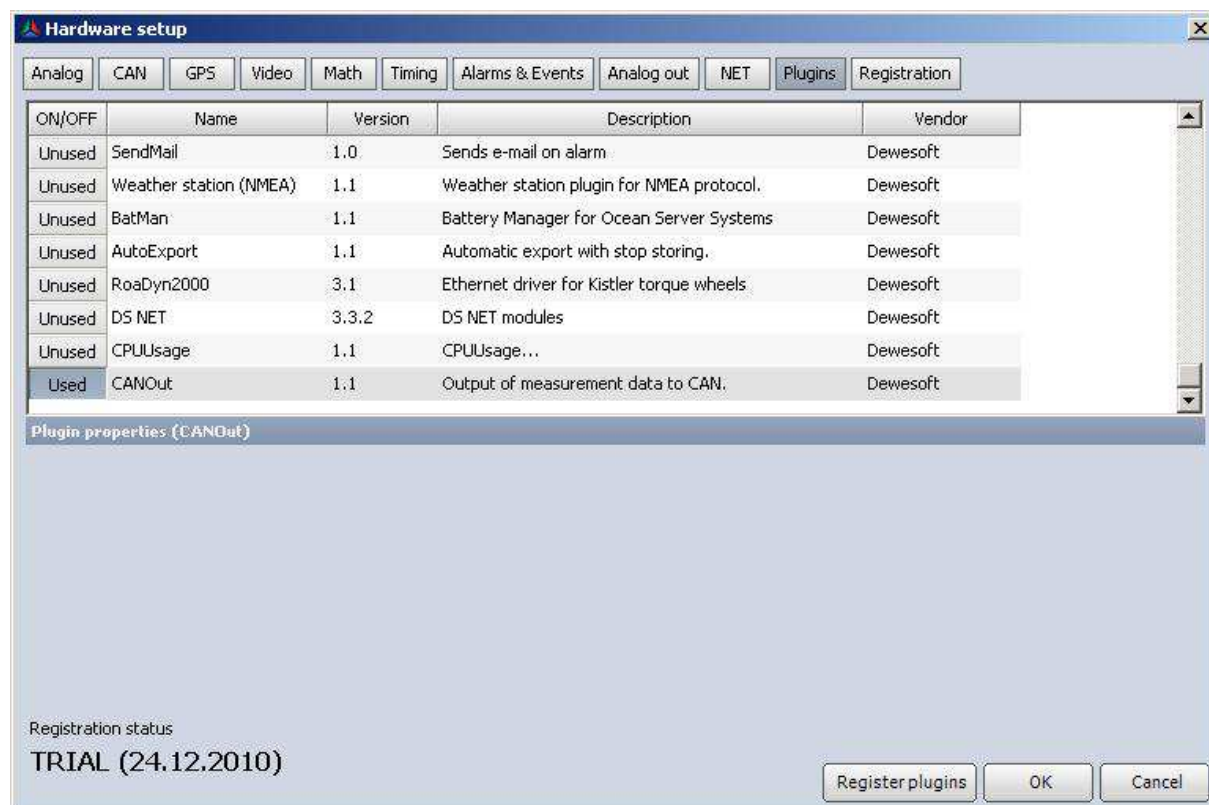 Hardware setup
Analog CAN GPS Video Math Timing Alarms & Events Analog out NET Plugins Registration
ON/OFF Name Version Description Vendor
Unused SendMail 1.0 Sends e-mail on alarm Dewesoft
Unused Weather station (NMEA) 1.1 Weather station plugin for NMEA protocol. Dewesoft
Unused BatMan 1.1 Battery Manager for Ocean Server Systems Dewesoft
Unused AutoExport 1.1 Automatic export with stop storing. Dewesoft
Unused RoaDyn2000 3.1 Ethernet driver for Kistler torque wheels Dewesoft
Unused DS NET 3.3.2 DS NET modules Dewesoft
Unused CPUUsage 1.1 CPUUsage... Dewesoft
Used CANOut 1.1 Output of measurement data to CAN. Dewesoft
Plugin properties (CANOut)
Registration status
TRIAL (24.12.2010)
Register plugins OK Cancel